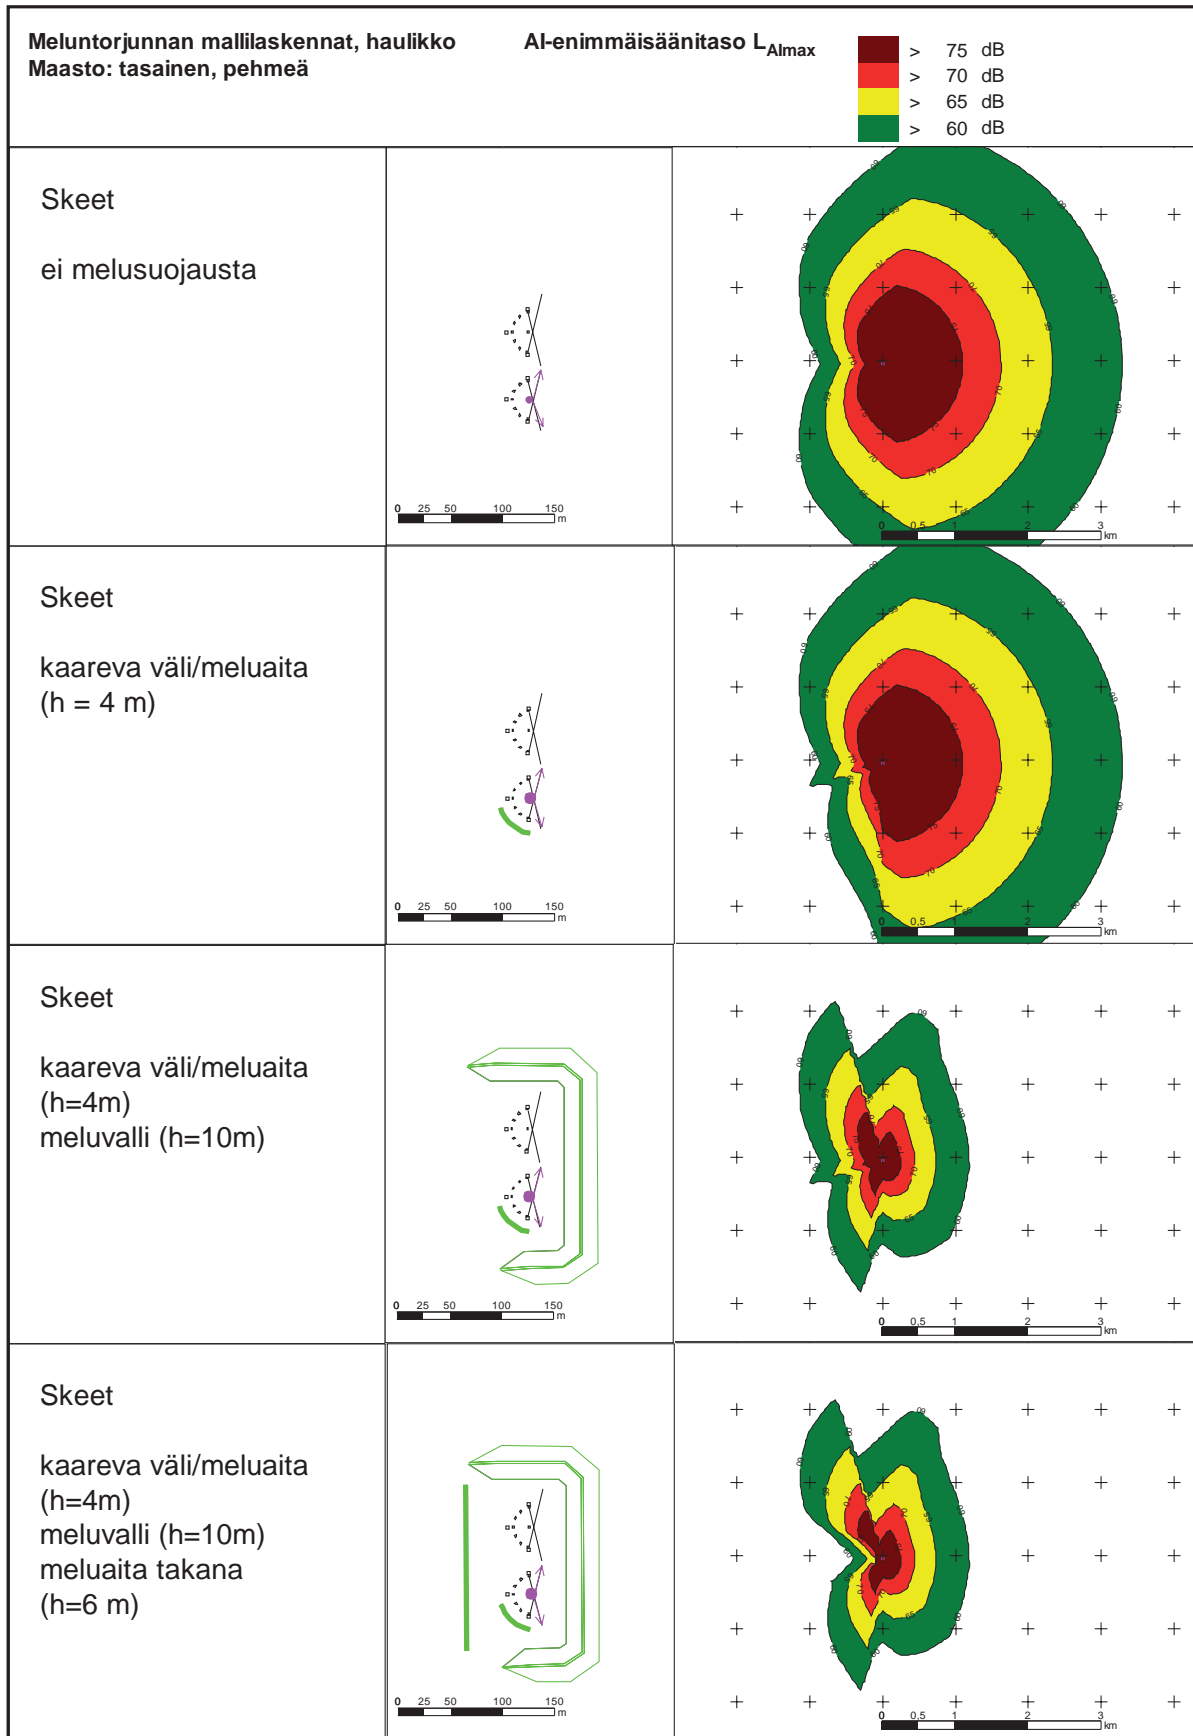 Meluntorjunnan mallilaskennat, haulikko AI-enimmäisäänitaso L_AImax
Maasto: tasainen, pehmeä
> 75 dB
> 70 dB
> 65 dB
> 60 dB
Skeet
ei melusuojausta
0 25 50 100 150
m
0 0,5 1 2 3
km
Skeet
kaareva väli/meluaita
(h = 4 m)
0 25 50 100 150
m
0 0,5 1 2 3
km
Skeet
kaareva väli/meluaita
(h=4m)
meluvalli (h=10m)
0 25 50 100 150
m
0 0,5 1 2 3
km
Skeet
kaareva väli/meluaita
(h=4m)
meluvalli (h=10m)
meluaita takana
(h=6 m)
0 25 50 100 150
m
0 0,5 1 2 3
km